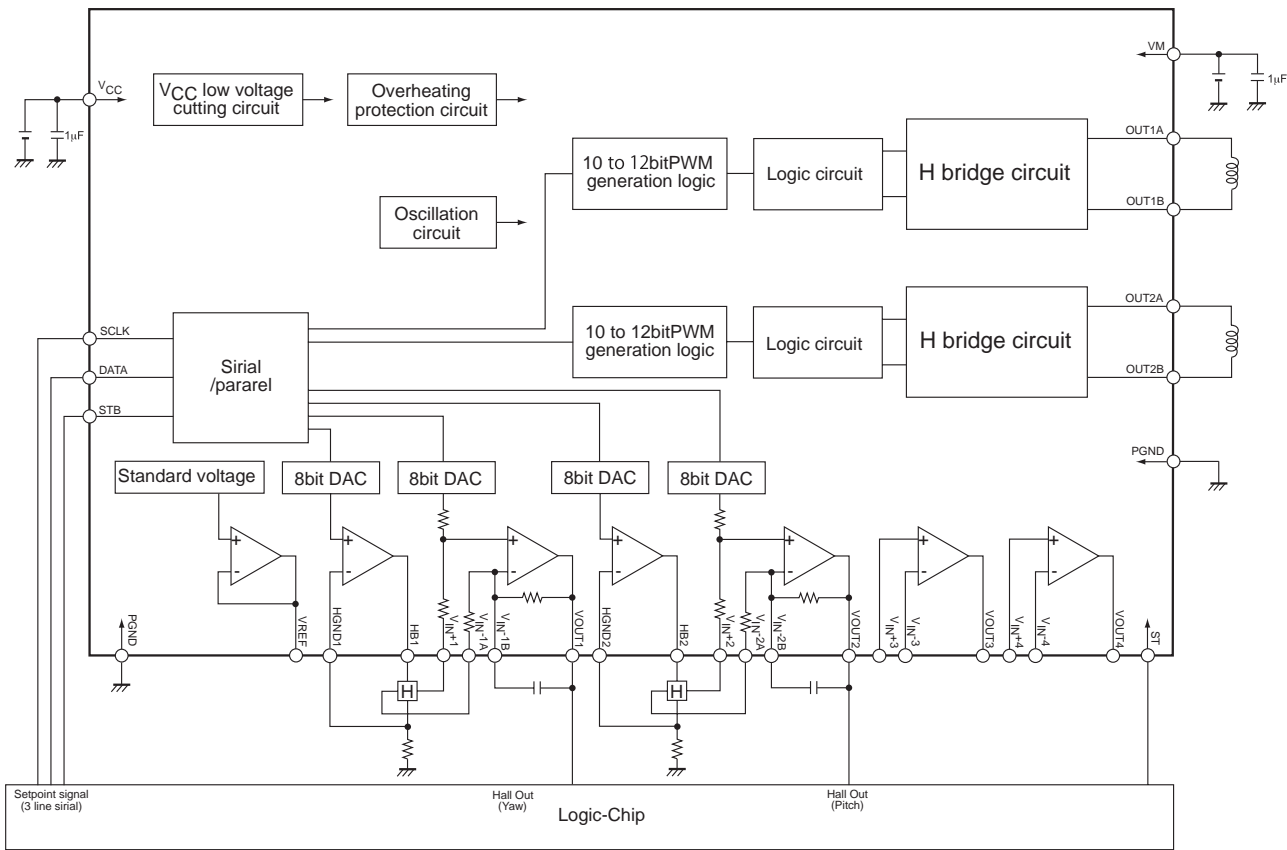 VM
1μF
VCC
1μF
VCC low voltage
cutting circuit
Overheating
protection circuit
10 to 12bitPWM
generation logic
Logic circuit
H bridge circuit
OUT1A
OUT1B
Oscillation
circuit
SCLK
DATA
STB
Sirial
/pararel
10 to 12bitPWM
generation logic
Logic circuit
H bridge circuit
OUT2A
OUT2B
PGND
Standard voltage
8bit DAC
8bit DAC
8bit DAC
8bit DAC
+
-
+
-
+
-
+
-
+
-
+
-
+
-
PGND
VREF
HGND1
HB1
VIN+1
VIN-1A
VIN-1B
VOUT1
HGND2
HB2
VIN+2
VIN-2A
VIN-2B
VOUT2
VIN+3
VIN-3
VOUT3
VIN+4
VIN-4
VOUT4
ST
H
H
Setpoint signal
(3 line sirial)
Hall Out
(Yaw)
Hall Out
(Pitch)
Logic-Chip